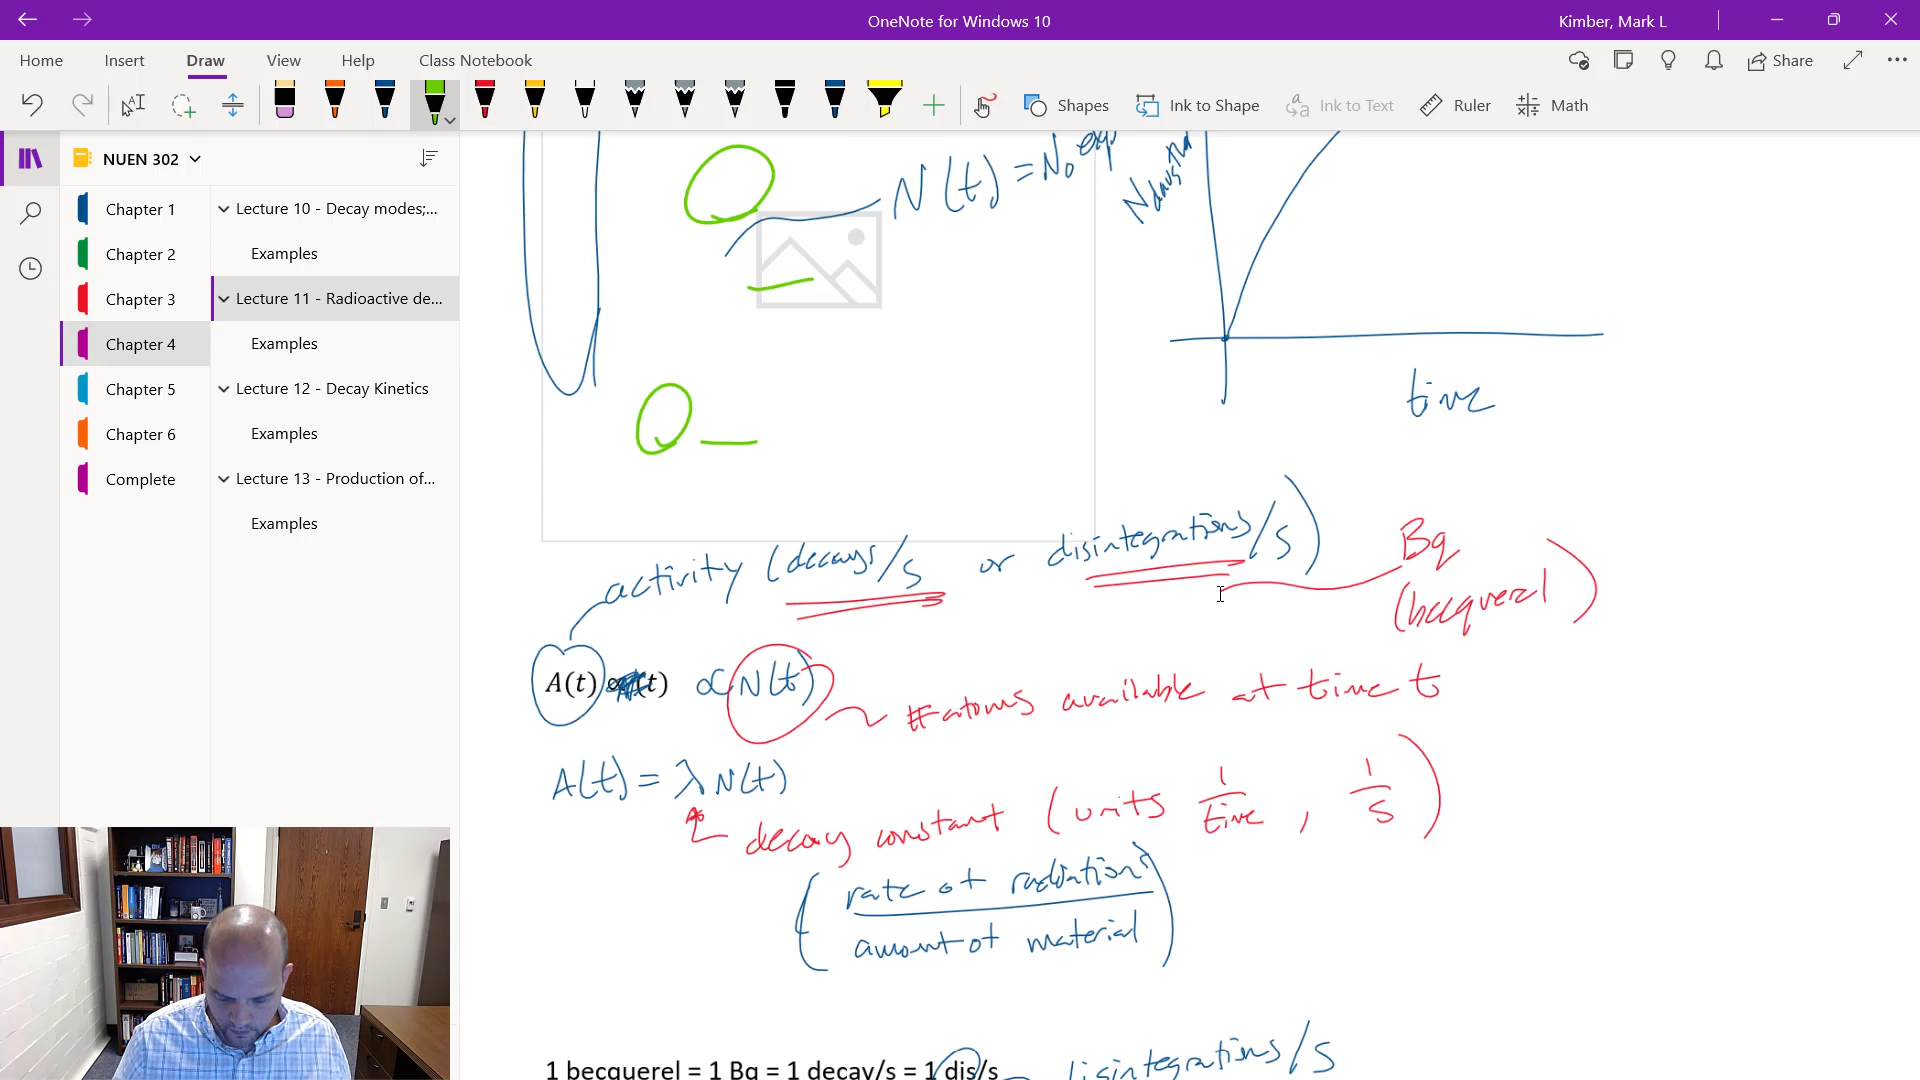 OneNote for Windows 10
Kimber, Mark L
Home Insert Draw View Help Class Notebook
Share
Shapes
Ink to Shape
Ink to Text
Ruler
Math
NUEN 302
Chapter 1
Chapter 2
Chapter 3
Chapter 4
Chapter 5
Chapter 6
Complete
Lecture 10 - Decay modes;...
Examples
Lecture 11 - Radioactive de...
Examples
Lecture 12 - Decay Kinetics
Examples
Lecture 13 - Production of...
Examples
N(t) = N₀ exp
time
activity (decays/s or disintegrations/s)
Bq
(becquerel)
A(t) ∝ N(t)
# atoms available at time t
A(t) = λ N(t)
decay constant (units 1/time, 1/s)
(rate of radiation /
amount of material)
1 becquerel = 1 Bq = 1 decay/s = 1 dis/s
disintegrations/s